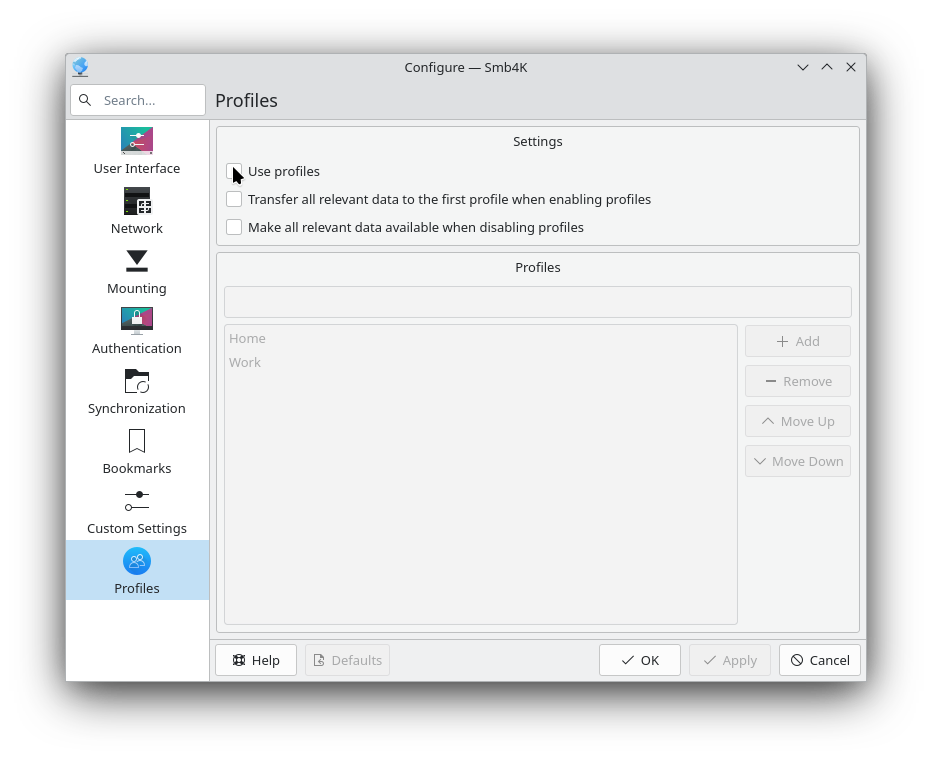 Configure — Smb4K
Search...
Profiles
User Interface
Network
Mounting
Authentication
Synchronization
Bookmarks
Custom Settings
Profiles
Settings
Use profiles
Transfer all relevant data to the first profile when enabling profiles
Make all relevant data available when disabling profiles
Profiles
Home
Work
Add
Remove
Move Up
Move Down
Help
Defaults
OK
Apply
Cancel